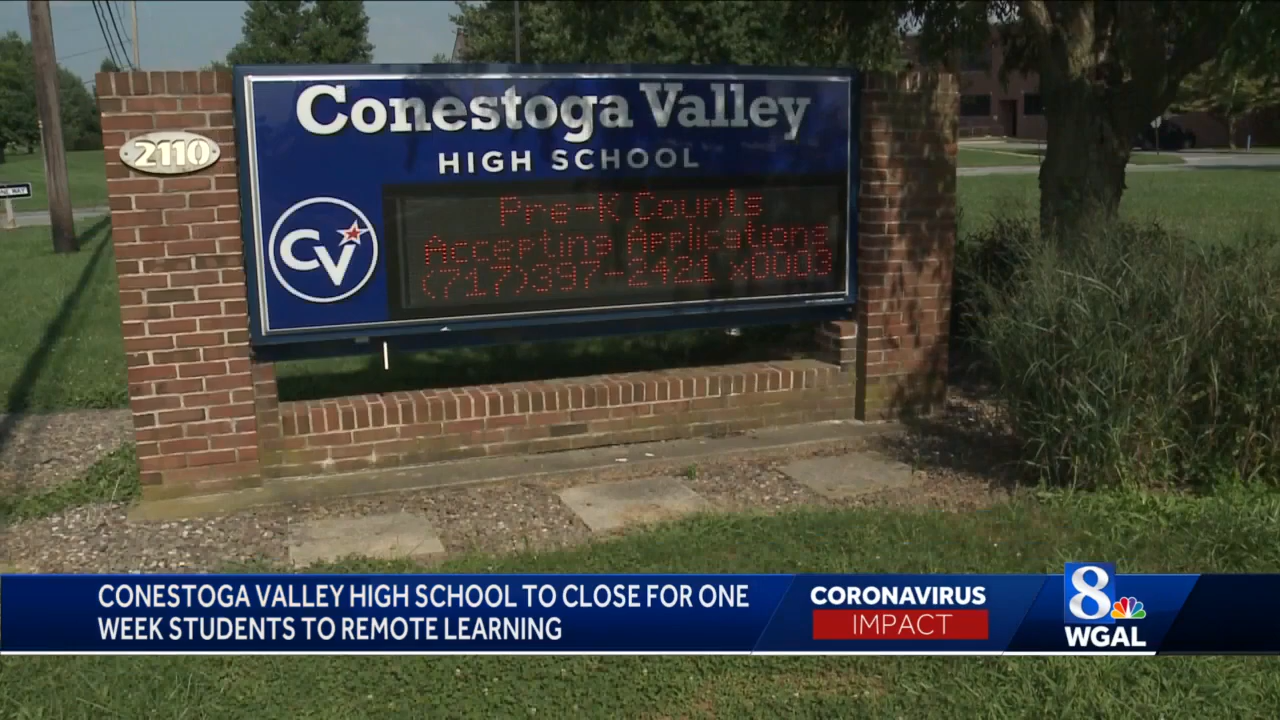 Conestoga Valley
HIGH SCHOOL
2110
CV
Pre-K Counts
Accepting Applications
(717)397-2421 x0003
CONESTOGA VALLEY HIGH SCHOOL TO CLOSE FOR ONE
WEEK STUDENTS TO REMOTE LEARNING
CORONAVIRUS
IMPACT
8
WGAL